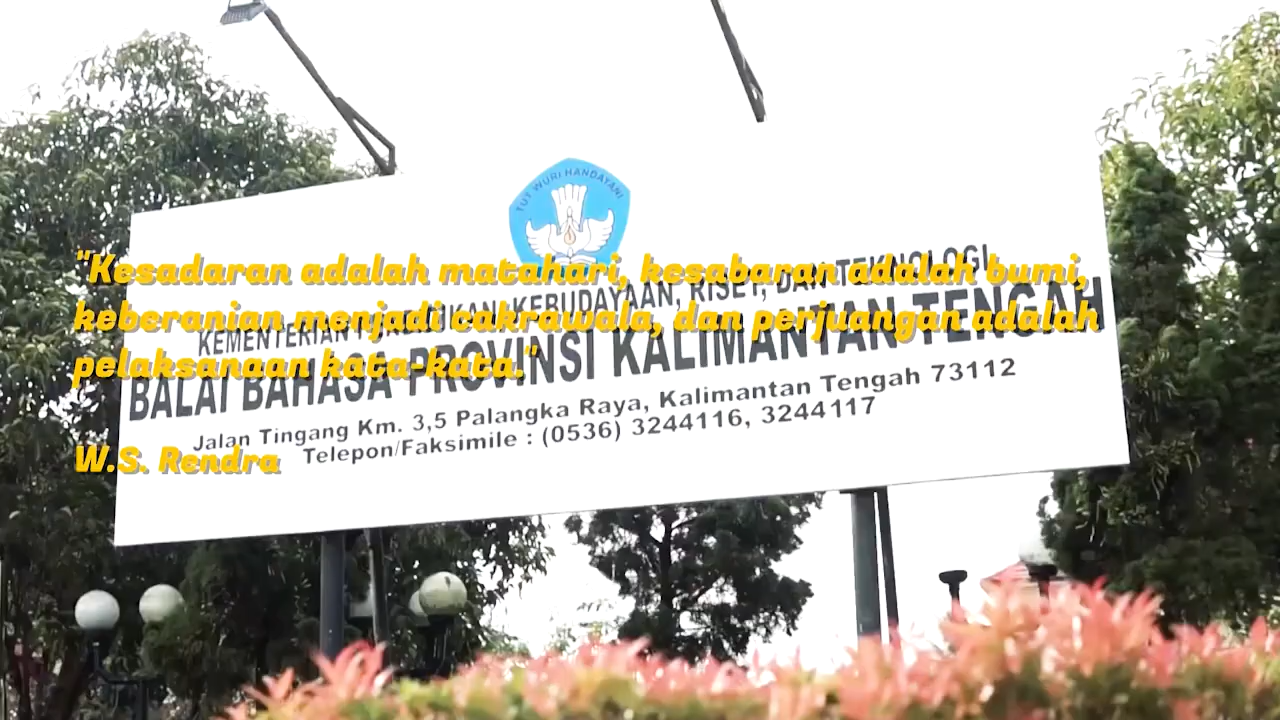 TUT WURI HANDAYANI
KEMENTERIAN PENDIDIKAN, KEBUDAYAAN, RISET, DAN TEKNOLOGI
BALAI BAHASA PROVINSI KALIMANTAN TENGAH
Jalan Tingang Km. 3,5 Palangka Raya, Kalimantan Tengah 73112
Telepon/Faksimile : (0536) 3244116, 3244117
"Kesadaran adalah matahari, kesabaran adalah bumi,
keberanian menjadi cakrawala, dan perjuangan adalah
pelaksanaan kata-kata."
W.S. Rendra